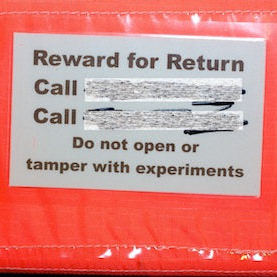 Reward for Return
Call
Call
Do not open or
tamper with experiments